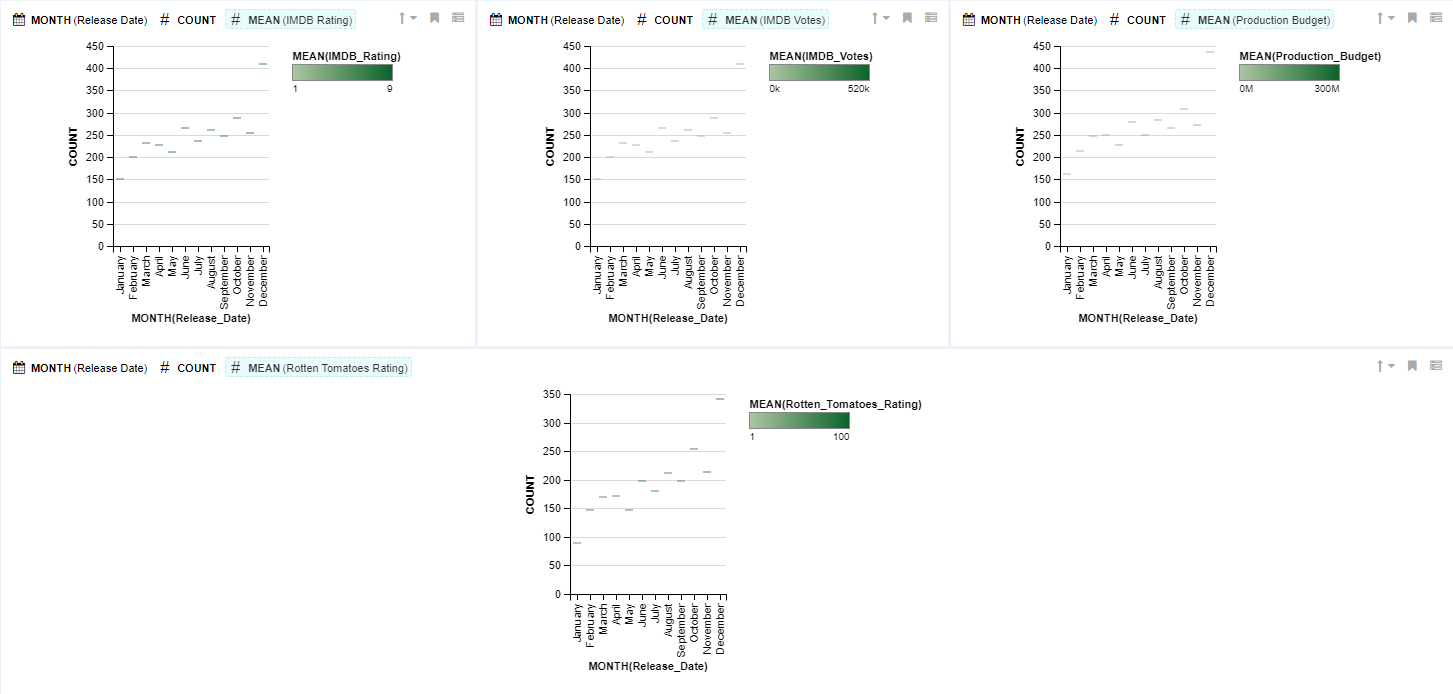 MONTH (Release Date) # COUNT # MEAN (IMDB Rating)
MEAN(IMDB_Rating)
1 9
450
400
350
300
250
200
150
100
50
0
COUNT
January
February
March
April
May
June
July
August
September
October
November
December
MONTH(Release_Date)
MONTH (Release Date) # COUNT # MEAN (IMDB Votes)
MEAN(IMDB_Votes)
0k 520k
450
400
350
300
250
200
150
100
50
0
COUNT
January
February
March
April
May
June
July
August
September
October
November
December
MONTH(Release_Date)
MONTH (Release Date) # COUNT # MEAN (Production Budget)
MEAN(Production_Budget)
0M 300M
450
400
350
300
250
200
150
100
50
0
COUNT
January
February
March
April
May
June
July
August
September
October
November
December
MONTH(Release_Date)
MONTH (Release Date) # COUNT # MEAN (Rotten Tomatoes Rating)
MEAN(Rotten_Tomatoes_Rating)
1 100
350
300
250
200
150
100
50
0
COUNT
January
February
March
April
May
June
July
August
September
October
November
December
MONTH(Release_Date)